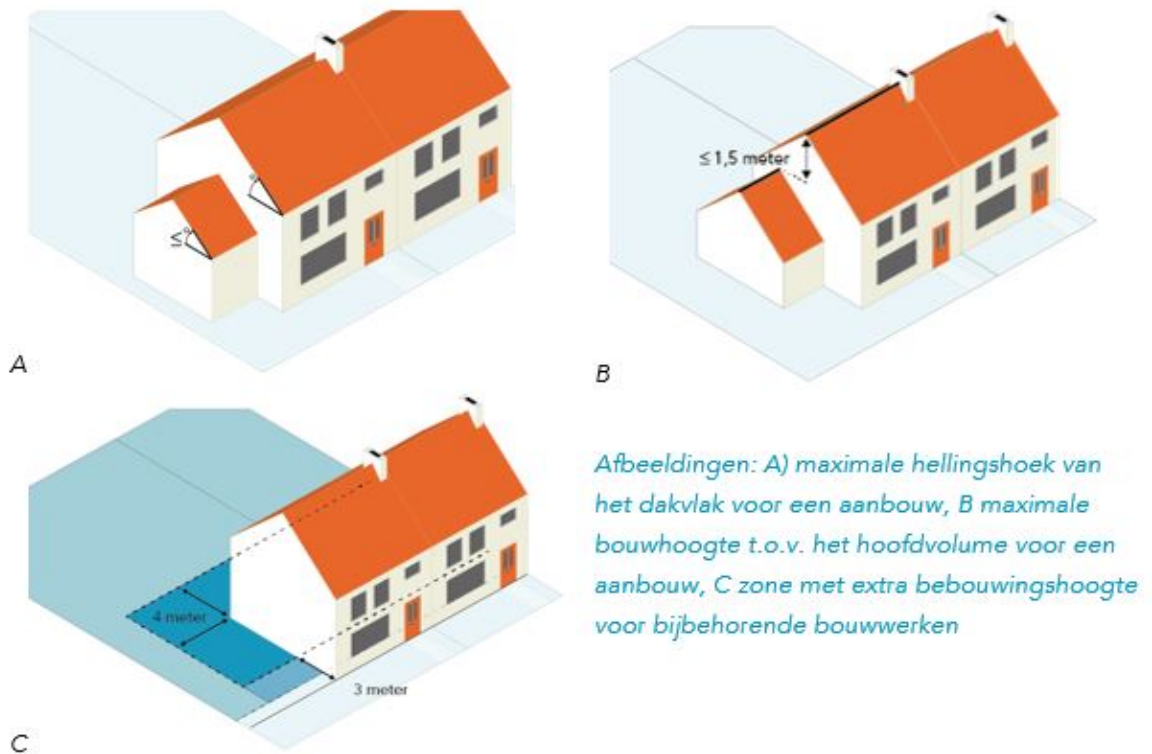 °
≤°
A
≤ 1,5 meter
B
4 meter
3 meter
C
Afbeeldingen: A) maximale hellingshoek van
het dakvlak voor een aanbouw, B maximale
bouwhoogte t.o.v. het hoofdvolume voor een
aanbouw, C zone met extra bebouwingshoogte
voor bijbehorende bouwwerken